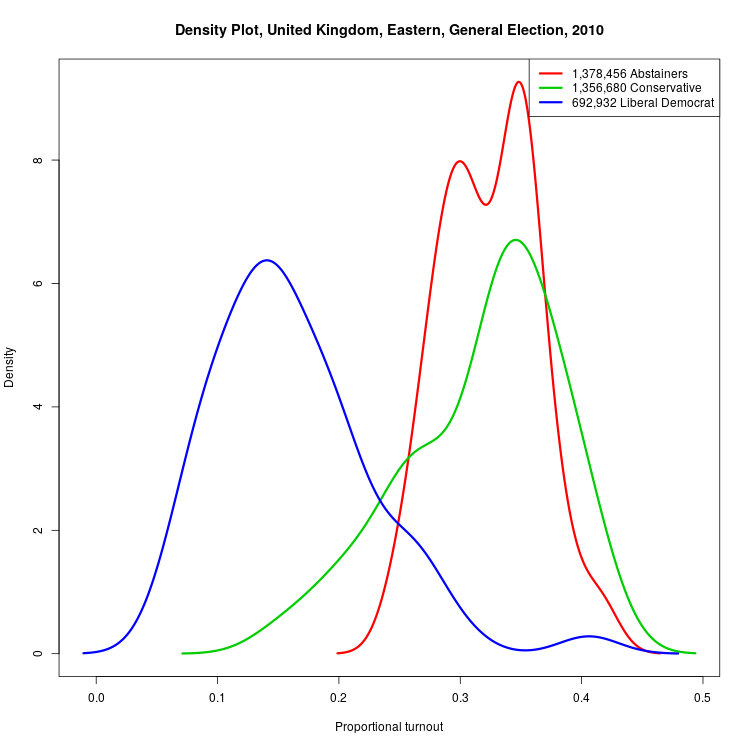 Density Plot, United Kingdom, Eastern, General Election, 2010
1,378,456 Abstainers
1,356,680 Conservative
692,932 Liberal Democrat
Density
8
6
4
2
0
0.0 0.1 0.2 0.3 0.4 0.5
Proportional turnout